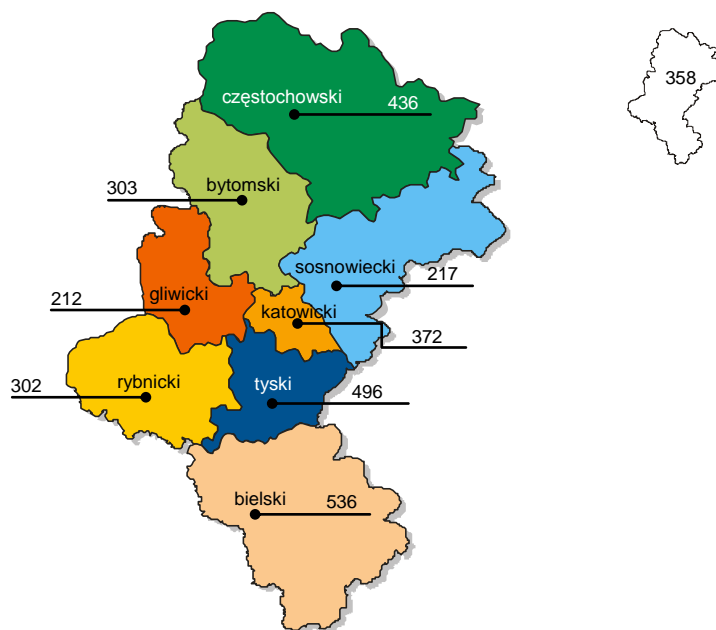 358
częstochowski
436
bytomski
303
sosnowiecki
217
gliwicki
212
katowicki
372
rybnicki
302
tyski
496
bielski
536